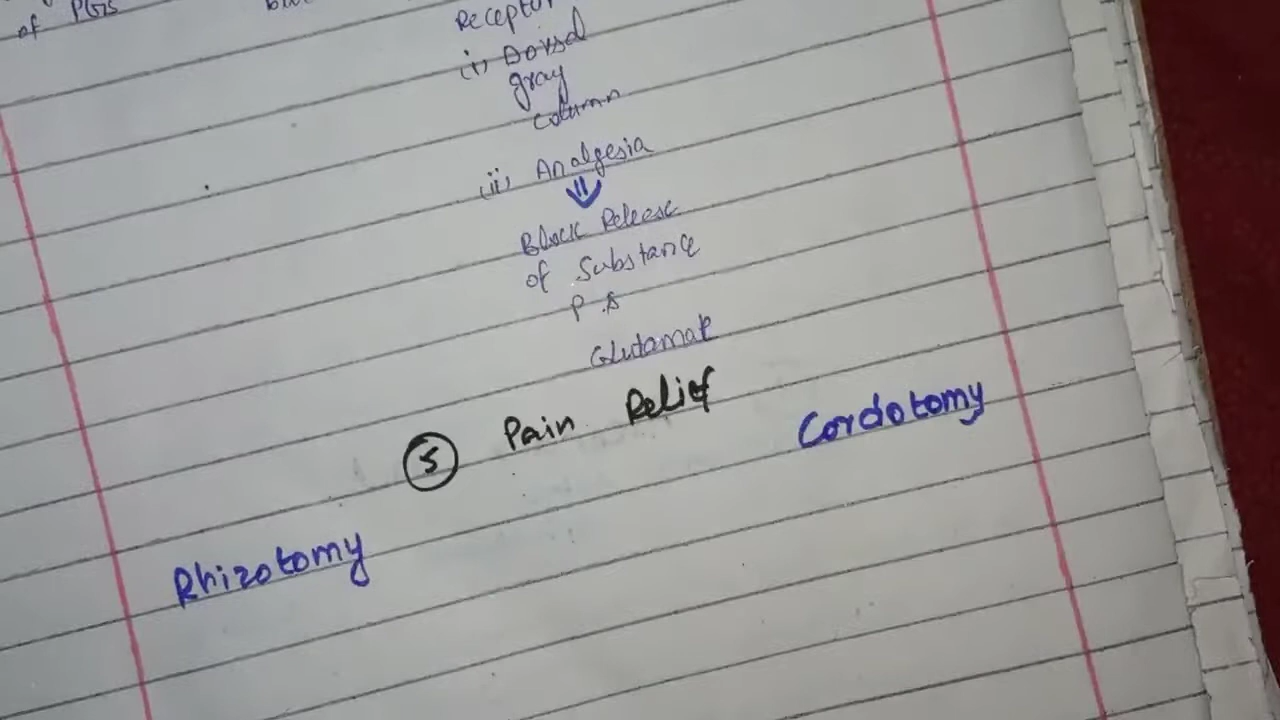 of PGs
Receptor
(i) Dorsal
gray
column
(ii) Analgesia
Block Release
of Substance
P &
Glutamate
5 Pain Relief
Cordotomy
Rhizotomy